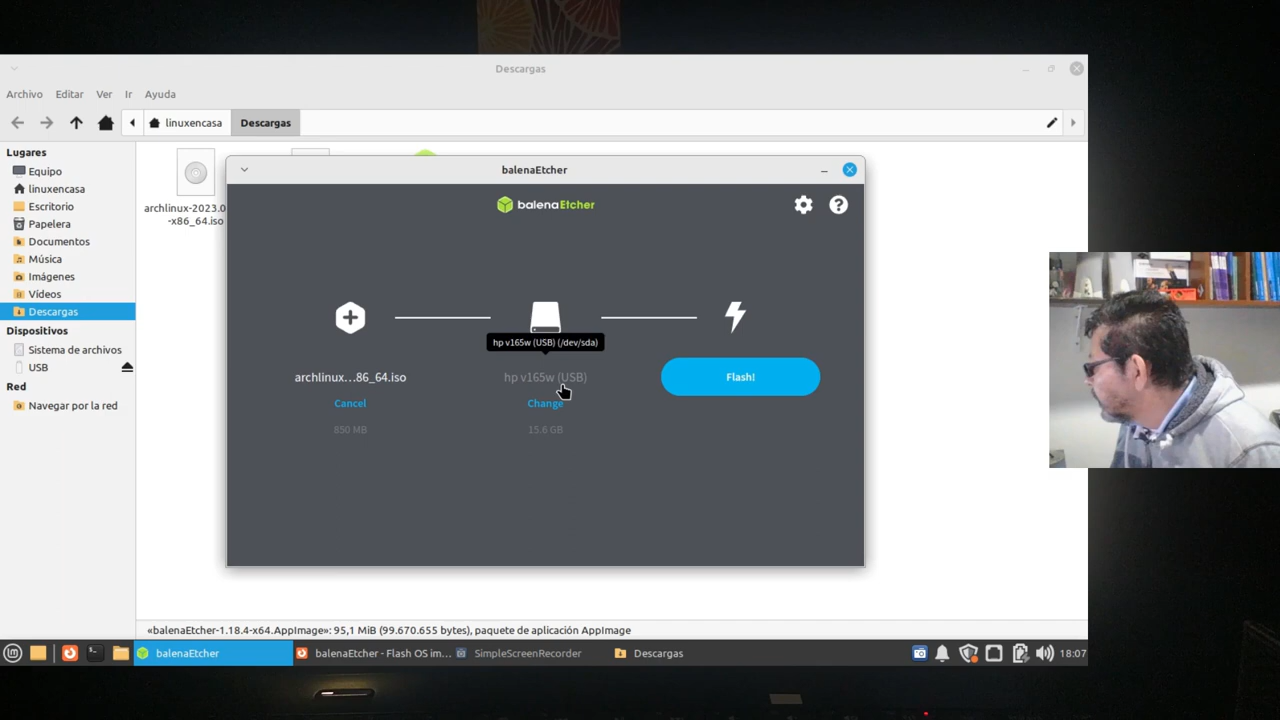 Descargas
Archivo Editar Ver Ir Ayuda
linuxencasa Descargas
Lugares
Equipo
linuxencasa
Escritorio
Papelera
Documentos
Música
Imágenes
Vídeos
Descargas
Dispositivos
Sistema de archivos
USB
Red
Navegar por la red
archlinux-2023.0
-x86_64.iso
balenaEtcher
balenaEtcher
hp v165w (USB) (/dev/sda)
archlinux...86_64.iso
hp v165w (USB)
Flash!
Cancel
Change
850 MB
15.6 GB
«balenaEtcher-1.18.4-x64.AppImage»: 95,1 MiB (99.670.655 bytes), paquete de aplicación AppImage
balenaEtcher
balenaEtcher - Flash OS im...
SimpleScreenRecorder
Descargas
18:07